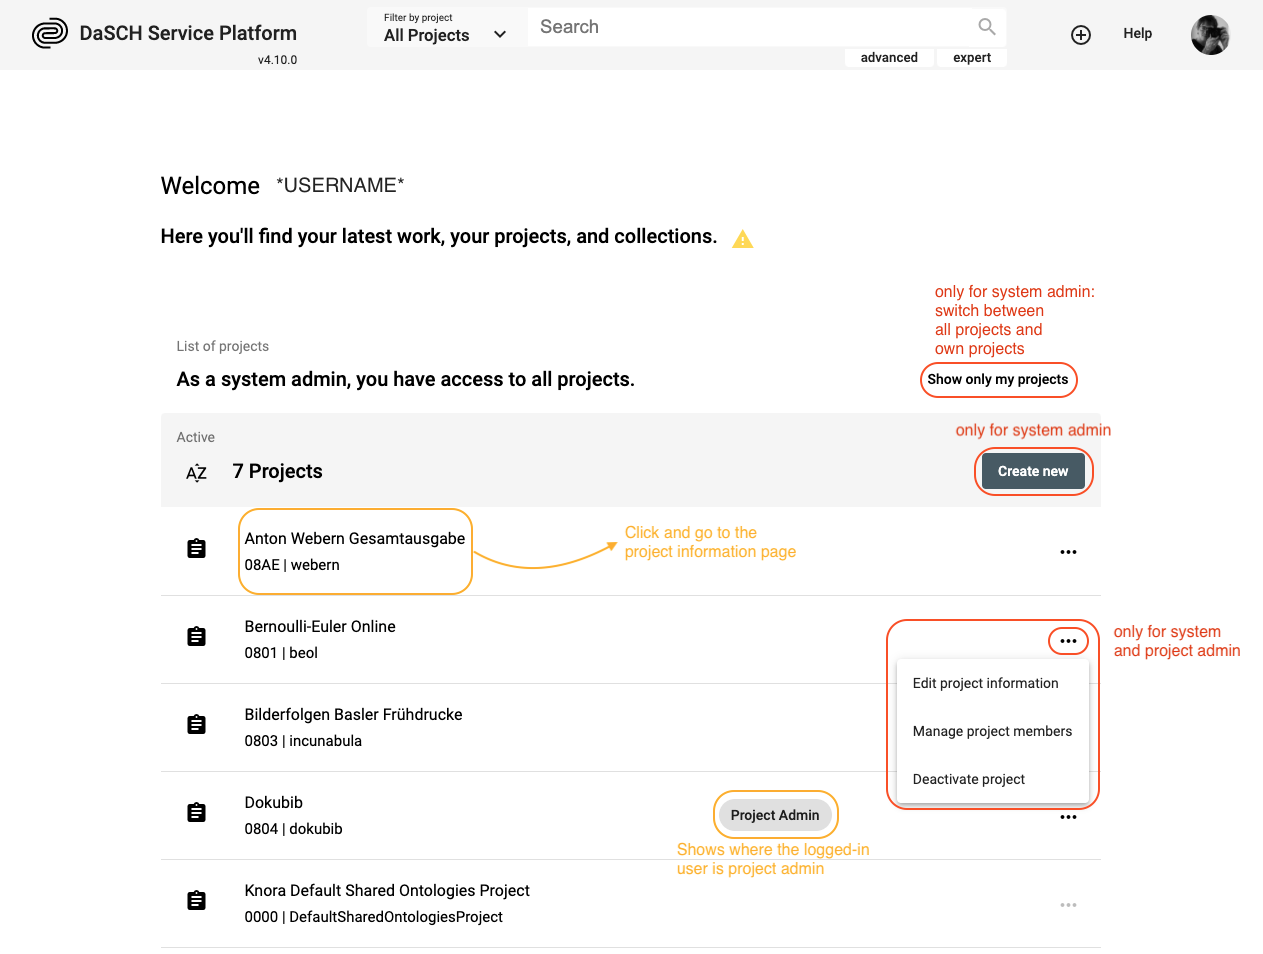 DaSCH Service Platform
v4.10.0
Filter by project
All Projects
Search
advanced
expert
Help
Welcome *USERNAME*
Here you'll find your latest work, your projects, and collections.
only for system admin:
switch between
all projects and
own projects
List of projects
As a system admin, you have access to all projects.
Show only my projects
Active
only for system admin
AZ
7 Projects
Create new
Anton Webern Gesamtausgabe
08AE | webern
Click and go to the
project information page
Bernoulli-Euler Online
0801 | beol
only for system
and project admin
Edit project information
Manage project members
Deactivate project
Bilderfolgen Basler Frühdrucke
0803 | incunabula
Dokubib
0804 | dokubib
Project Admin
Shows where the logged-in
user is project admin
Knora Default Shared Ontologies Project
0000 | DefaultSharedOntologiesProject